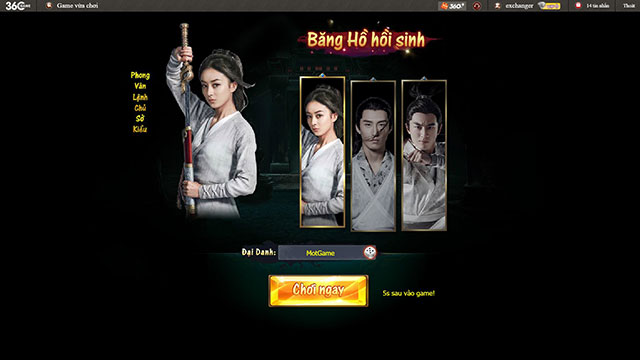 360GAME
Game vừa chơi
360°
exchanger
14 tin nhắn
Thoát
Băng Hồ hồi sinh
Phong
Vân
Lệnh
Chủ
Sở
Kiều
Đại Danh:
MotGame
Chơi ngay
5s sau vào game!